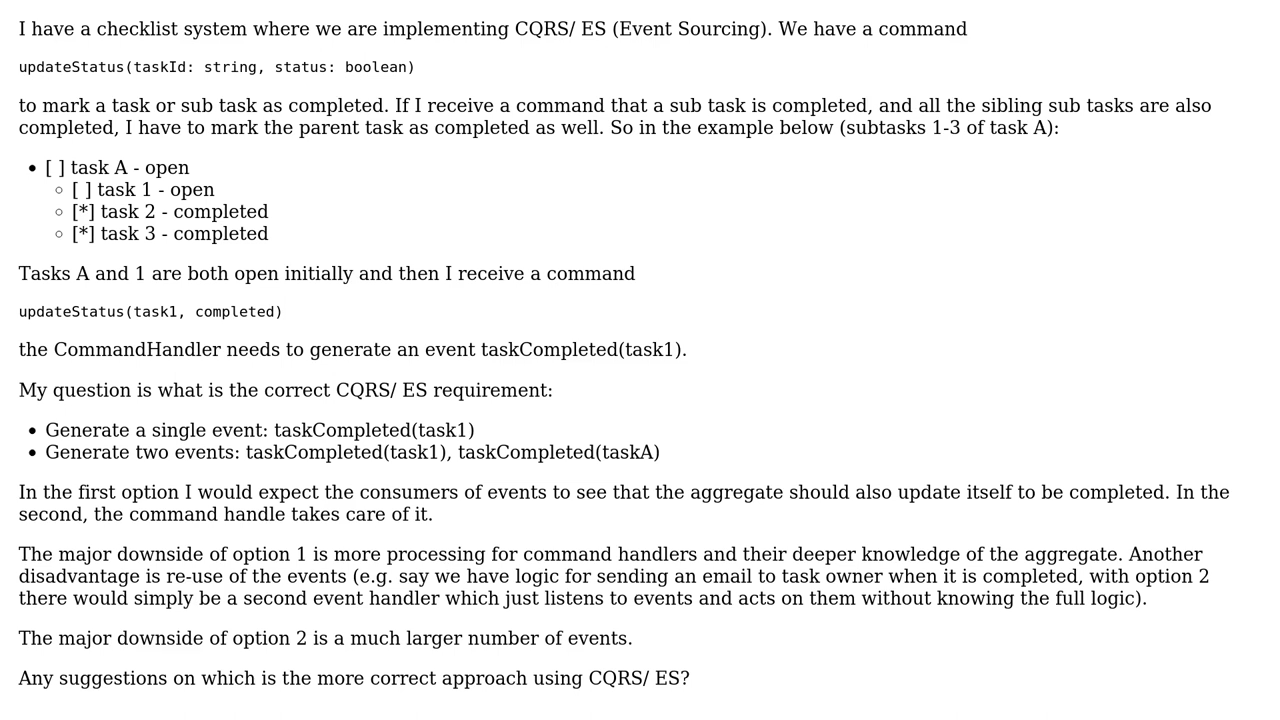 I have a checklist system where we are implementing CQRS/ ES (Event Sourcing). We have a command
updateStatus(taskId: string, status: boolean)
to mark a task or sub task as completed. If I receive a command that a sub task is completed, and all the sibling sub tasks are also
completed, I have to mark the parent task as completed as well. So in the example below (subtasks 1-3 of task A):
• [ ] task A - open
◦ [ ] task 1 - open
◦ [*] task 2 - completed
◦ [*] task 3 - completed
Tasks A and 1 are both open initially and then I receive a command
updateStatus(task1, completed)
the CommandHandler needs to generate an event taskCompleted(task1).
My question is what is the correct CQRS/ ES requirement:
• Generate a single event: taskCompleted(task1)
• Generate two events: taskCompleted(task1), taskCompleted(taskA)
In the first option I would expect the consumers of events to see that the aggregate should also update itself to be completed. In the
second, the command handle takes care of it.
The major downside of option 1 is more processing for command handlers and their deeper knowledge of the aggregate. Another
disadvantage is re-use of the events (e.g. say we have logic for sending an email to task owner when it is completed, with option 2
there would simply be a second event handler which just listens to events and acts on them without knowing the full logic).
The major downside of option 2 is a much larger number of events.
Any suggestions on which is the more correct approach using CQRS/ ES?